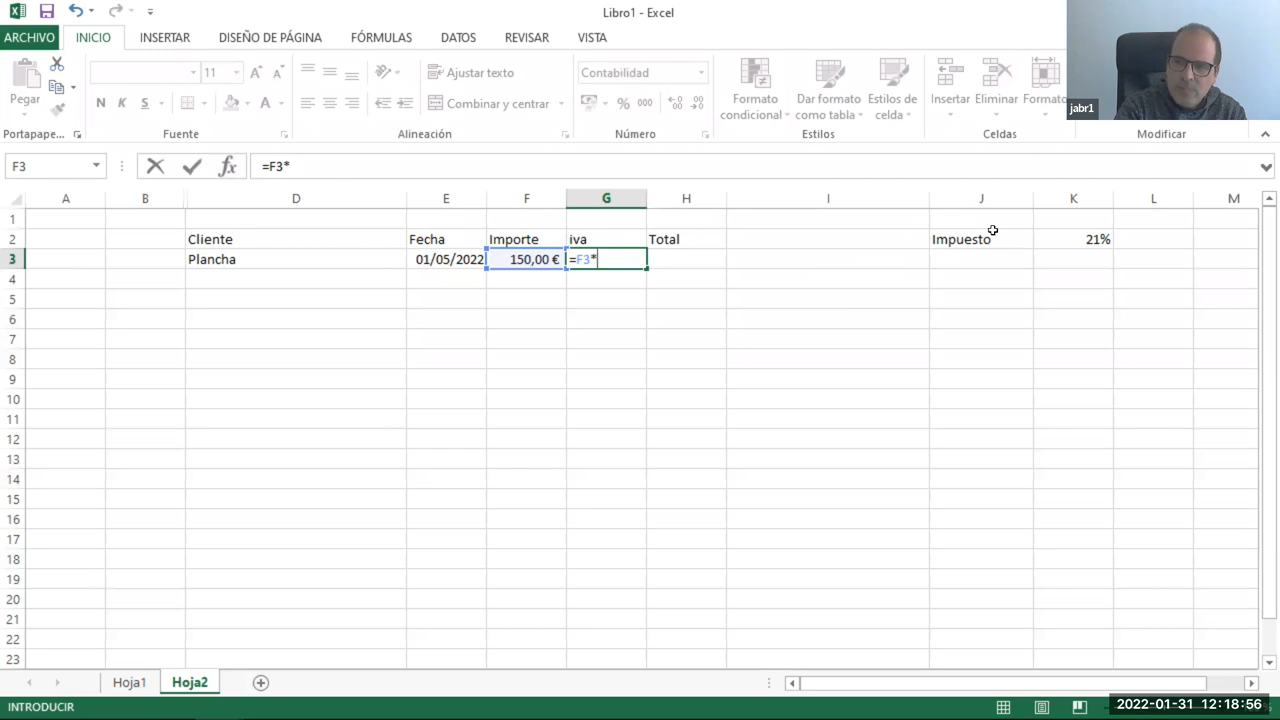 Libro1 - Excel
ARCHIVO INICIO INSERTAR DISEÑO DE PÁGINA FÓRMULAS DATOS REVISAR VISTA
Pegar
11
N K S
A A
A
Ajustar texto
Combinar y centrar
Contabilidad
% 000
Formato condicional
Dar formato como tabla
Estilos de celda
Insertar Eliminar Formato
jabr1
Portapape... Fuente Alineación Número Estilos Celdas Modificar
F3 fx =F3*
A B D E F G H I J K L M
1
2 Cliente Fecha Importe iva Total Impuesto 21%
3 Plancha 01/05/2022 150,00 € =F3*
4
5
6
7
8
9
10
11
12
13
14
15
16
17
18
19
20
21
22
23
Hoja1 Hoja2
INTRODUCIR
2022-01-31 12:18:56